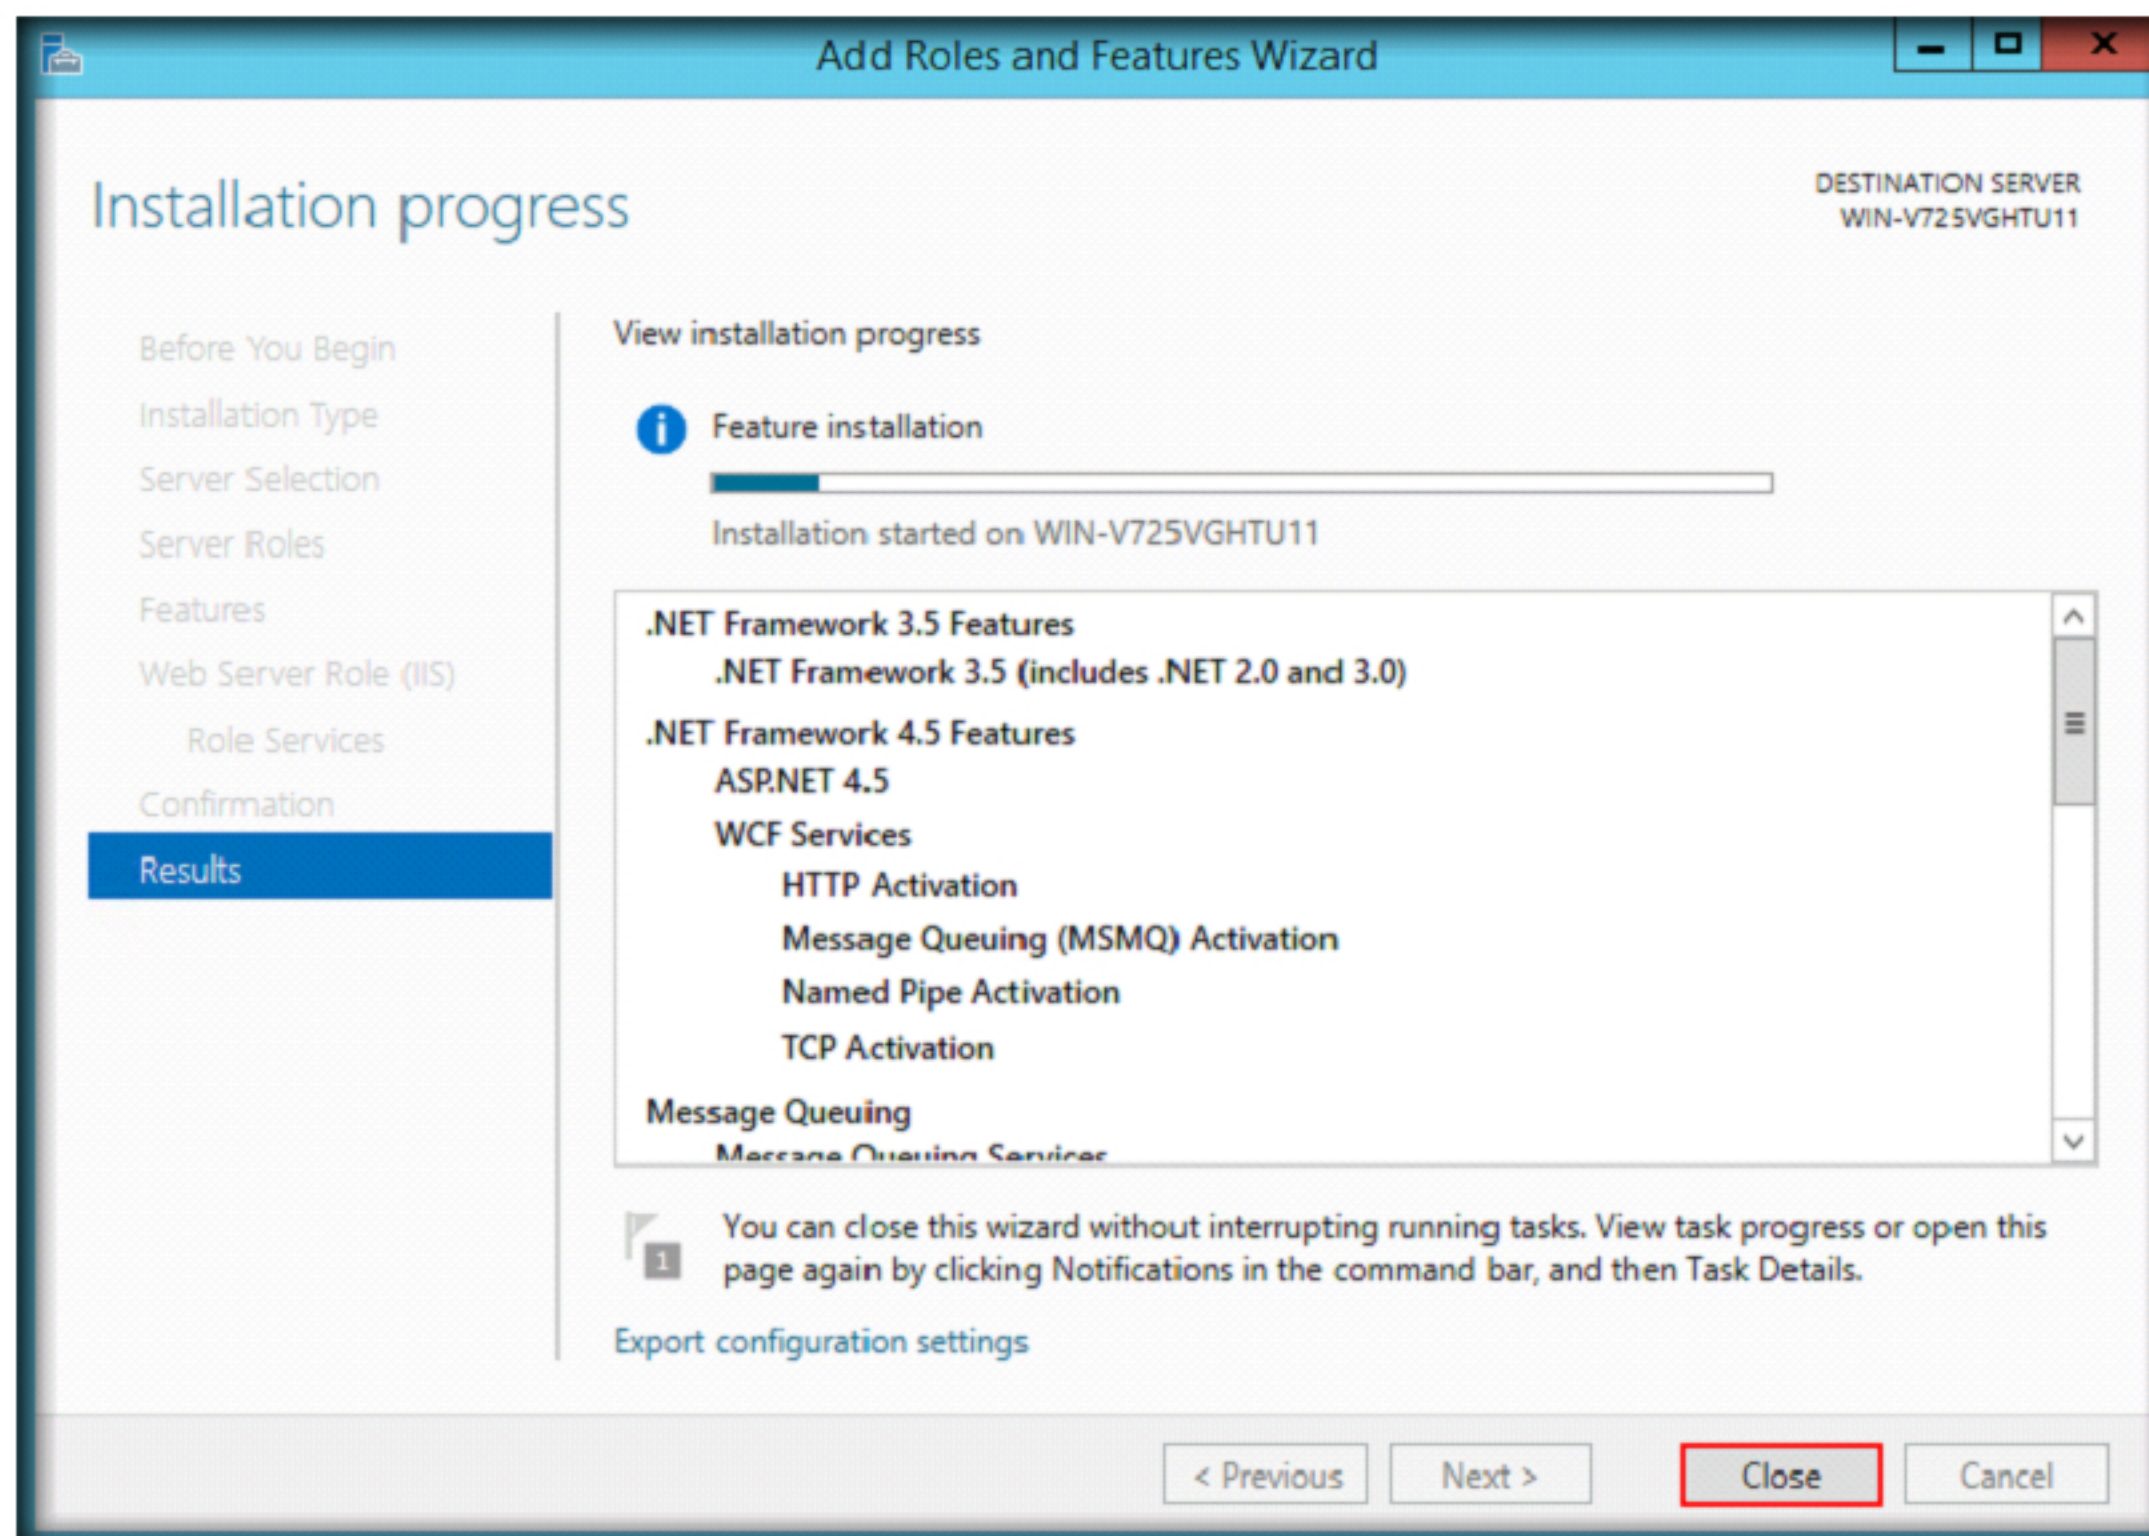 Add Roles and Features Wizard
Installation progress
DESTINATION SERVER
WIN-V725VGHTU11
Before You Begin
Installation Type
Server Selection
Server Roles
Features
Web Server Role (IIS)
Role Services
Confirmation
Results
View installation progress
Feature installation
Installation started on WIN-V725VGHTU11
.NET Framework 3.5 Features
.NET Framework 3.5 (includes .NET 2.0 and 3.0)
.NET Framework 4.5 Features
ASP.NET 4.5
WCF Services
HTTP Activation
Message Queuing (MSMQ) Activation
Named Pipe Activation
TCP Activation
Message Queuing
Message Queuing Services
1
You can close this wizard without interrupting running tasks. View task progress or open this
page again by clicking Notifications in the command bar, and then Task Details.
Export configuration settings
< Previous
Next >
Close
Cancel